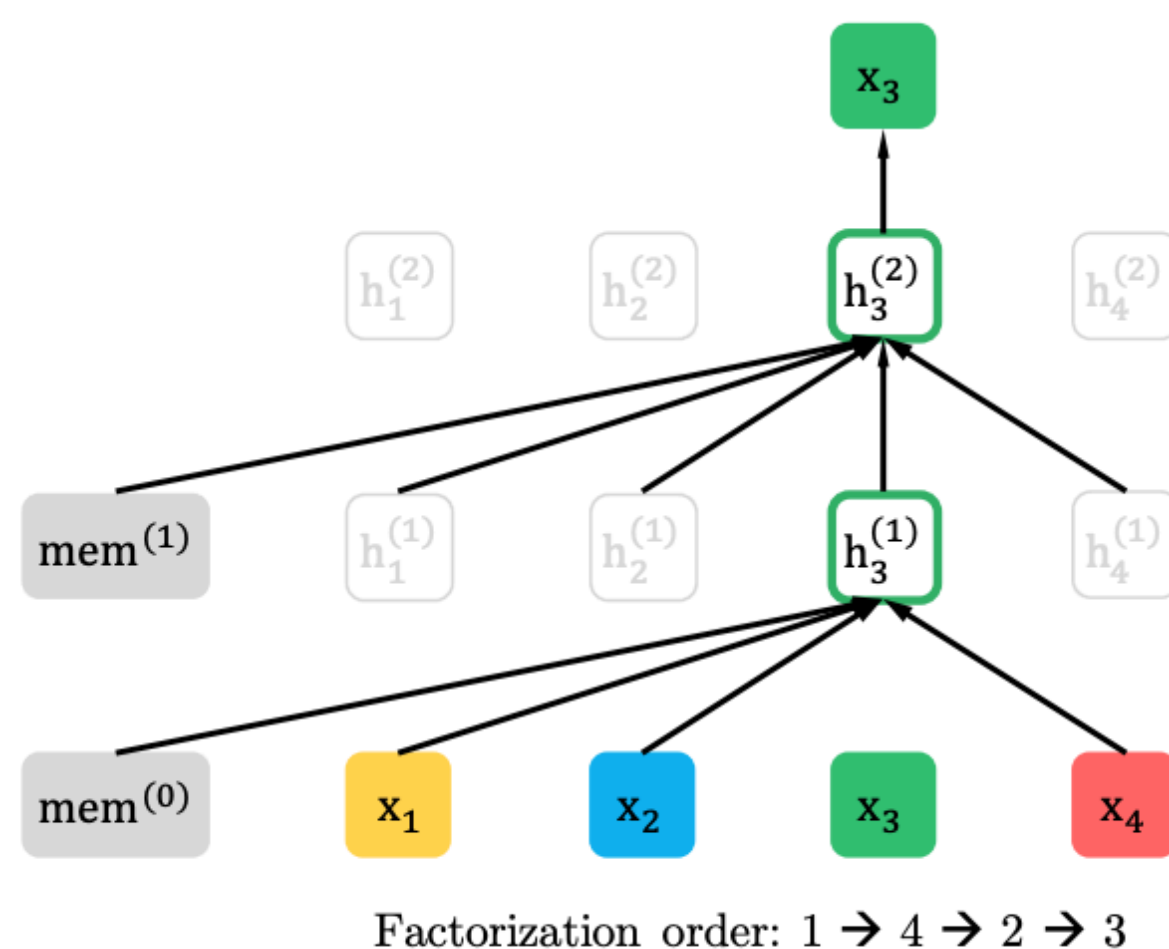 x₃
h₁⁽²⁾ h₂⁽²⁾ h₃⁽²⁾ h₄⁽²⁾
mem⁽¹⁾ h₁⁽¹⁾ h₂⁽¹⁾ h₃⁽¹⁾ h₄⁽¹⁾
mem⁽⁰⁾ x₁ x₂ x₃ x₄
Factorization order: 1 → 4 → 2 → 3